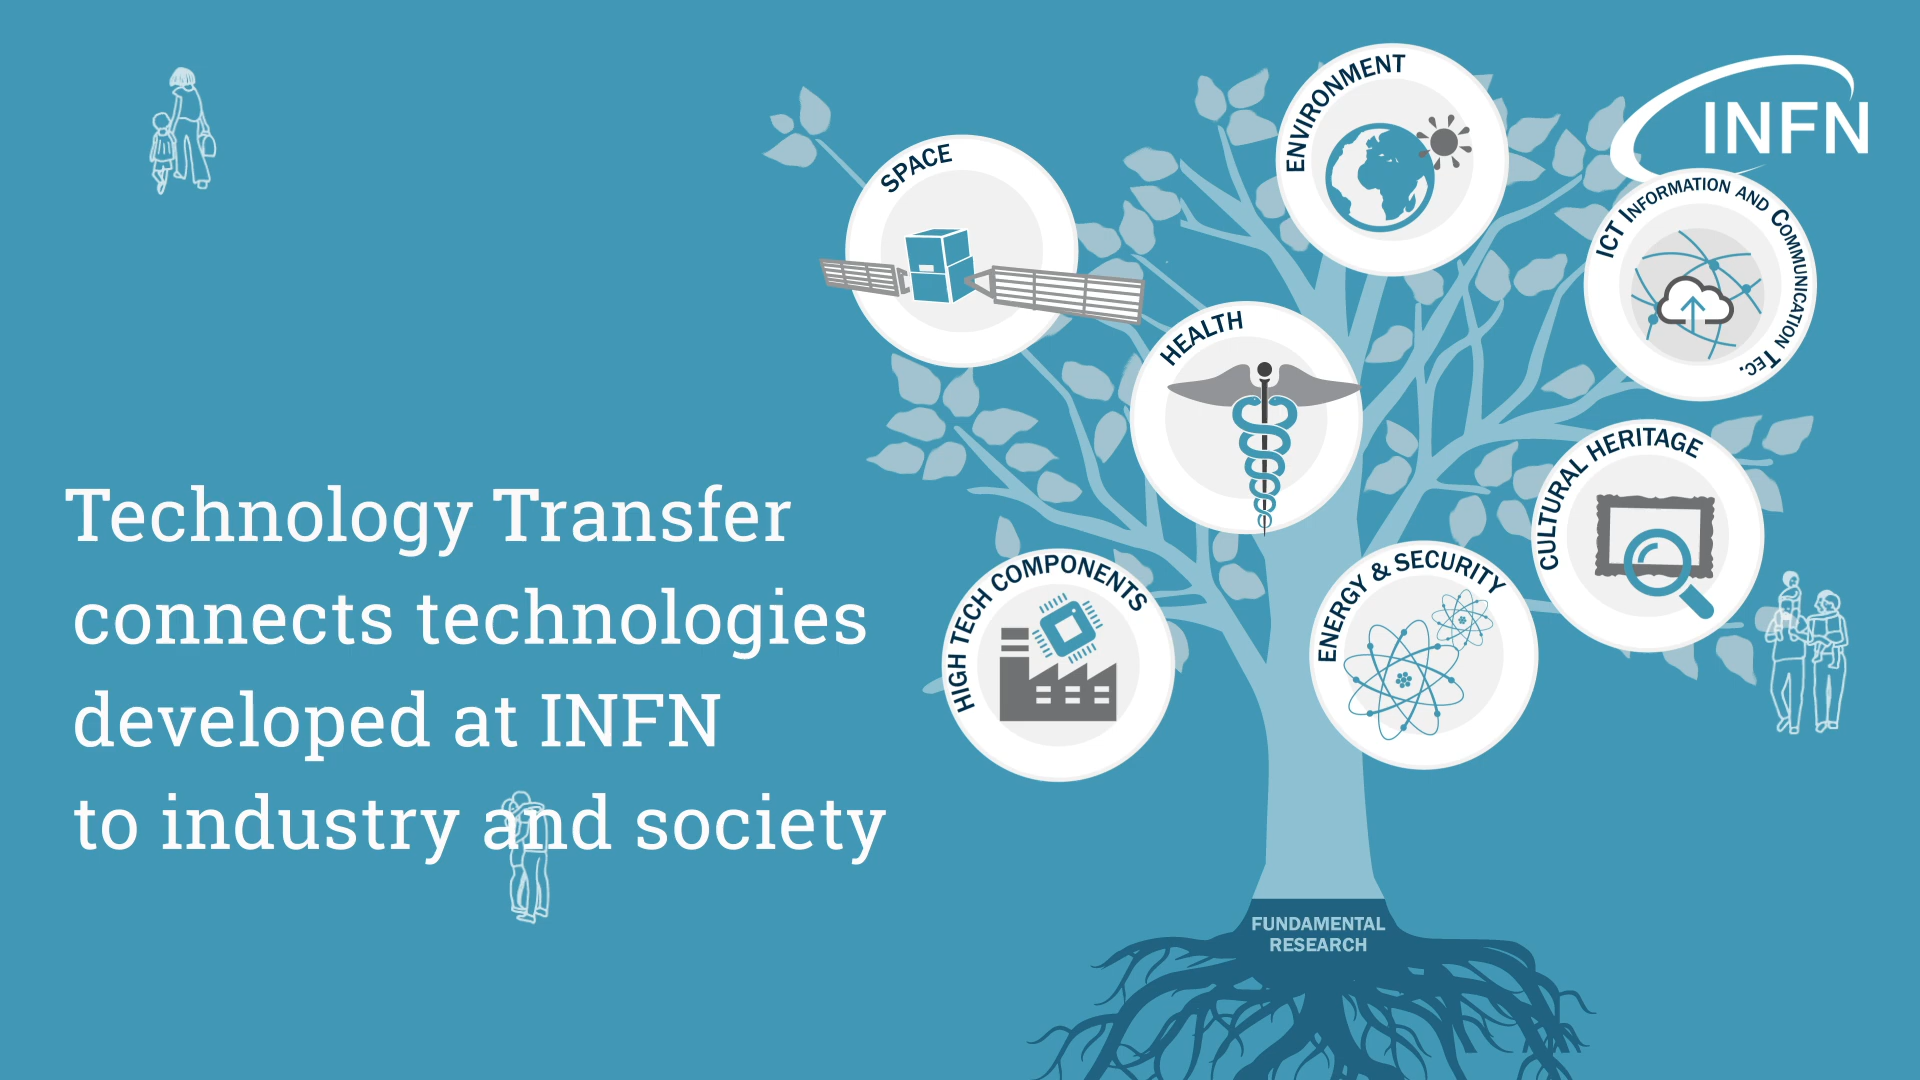 Technology Transfer
connects technologies
developed at INFN
to industry and society
SPACE
ENVIRONMENT
INFN
ICT INFORMATION AND COMMUNICATION TEC.
HEALTH
CULTURAL HERITAGE
HIGH TECH COMPONENTS
ENERGY & SECURITY
FUNDAMENTAL
RESEARCH